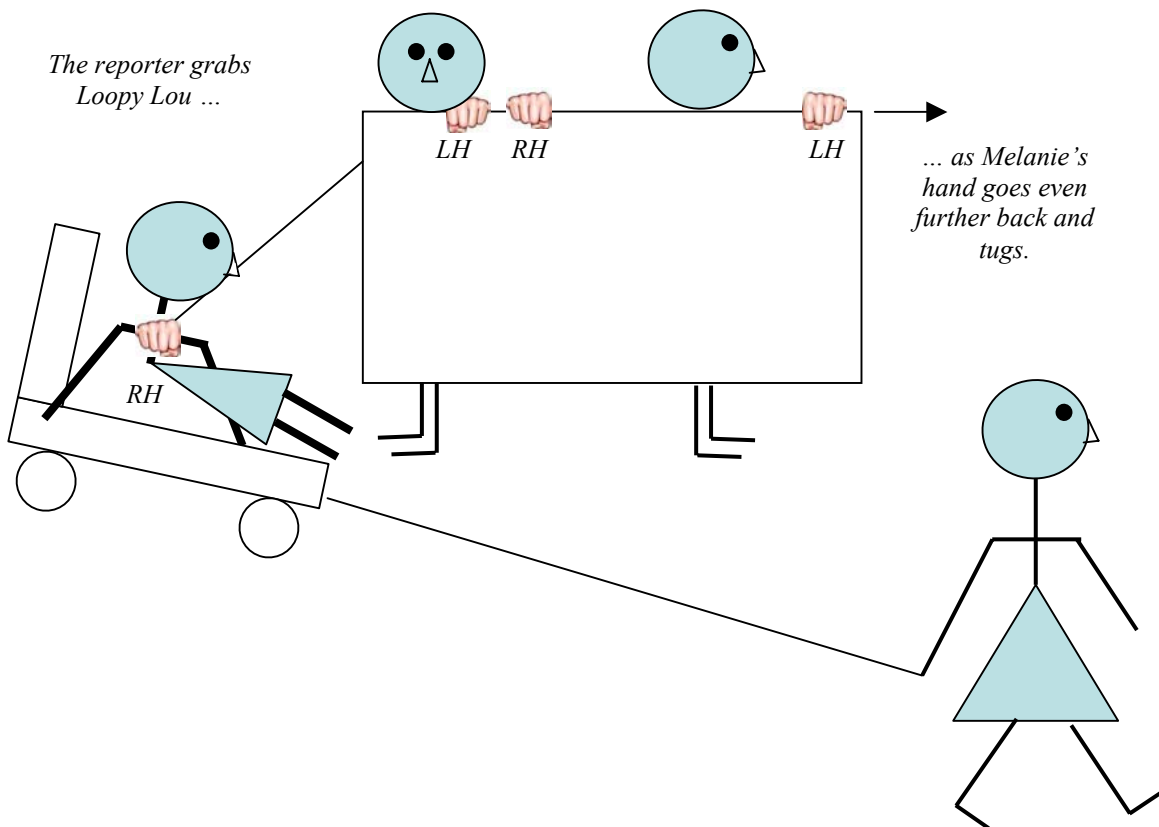 The reporter grabs
Loopy Lou …
LH
RH
LH
… as Melanie’s
hand goes even
further back and
tugs.
RH